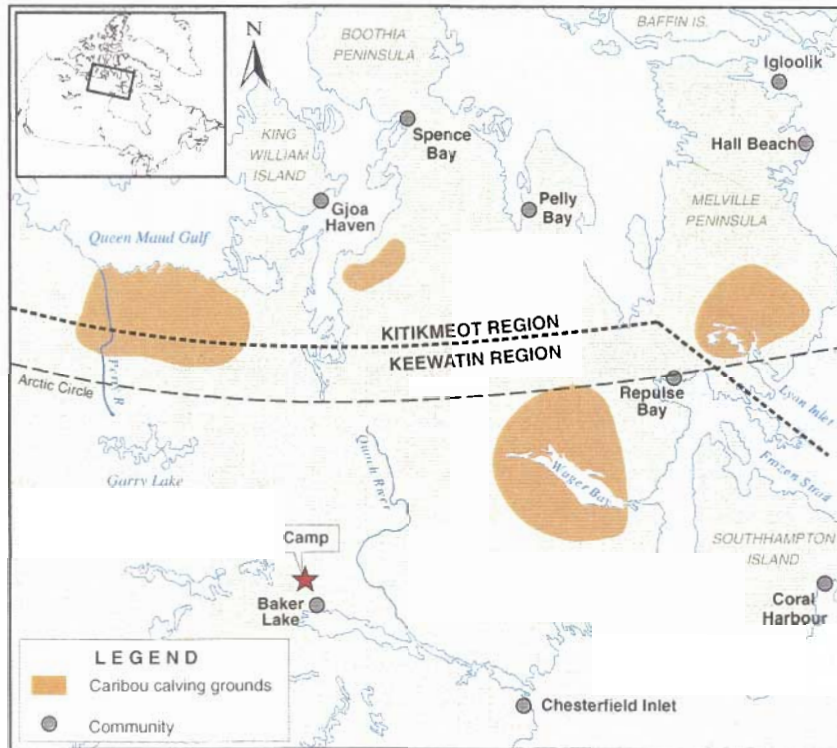 N
BOOTHIA
PENINSULA
BAFFIN IS.
Igloolik
KING
WILLIAM
ISLAND
Spence
Bay
Hall Beach
Gjoa
Haven
Pelly
Bay
MELVILLE
PENINSULA
Queen Maud Gulf
KITIKMEOT REGION
KEEWATIN REGION
Arctic Circle
Perry R.
Repulse
Bay
Lyon Inlet
Garry Lake
Quoich River
Wager Bay
Frozen Strait
Camp
SOUTHHAMPTON
ISLAND
Baker
Lake
Coral
Harbour
LEGEND
Caribou calving grounds
Community
Chesterfield Inlet